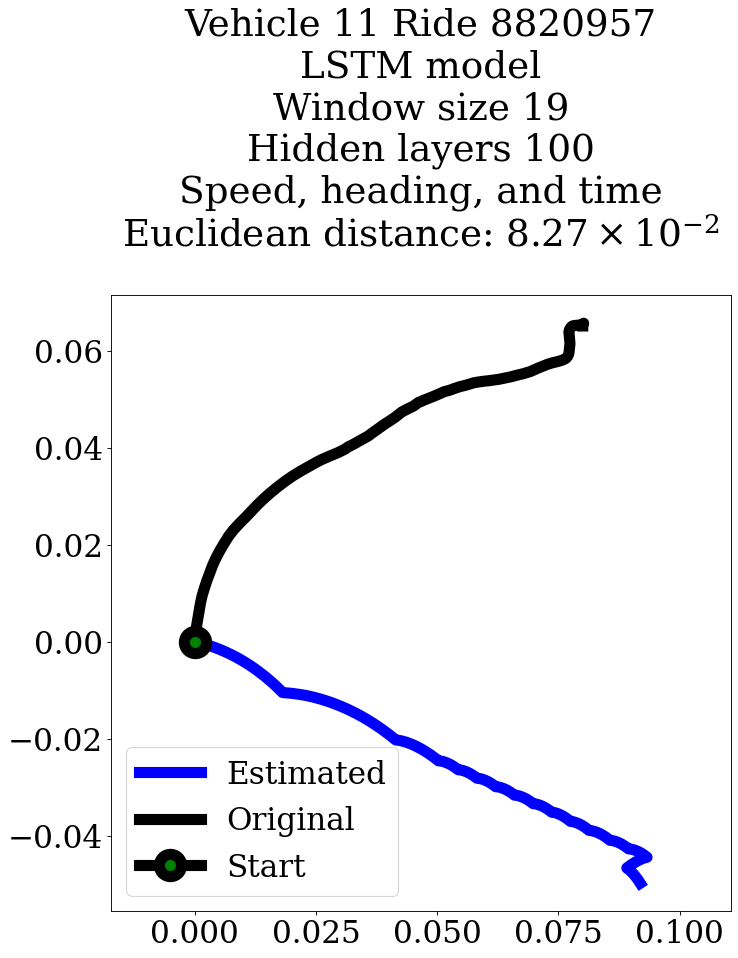 Vehicle 11 Ride 8820957
LSTM model
Window size 19
Hidden layers 100
Speed, heading, and time
Euclidean distance: 8.27 × 10⁻²
0.06
0.04
0.02
0.00
−0.02
−0.04
Estimated
Original
Start
0.000 0.025 0.050 0.075 0.100